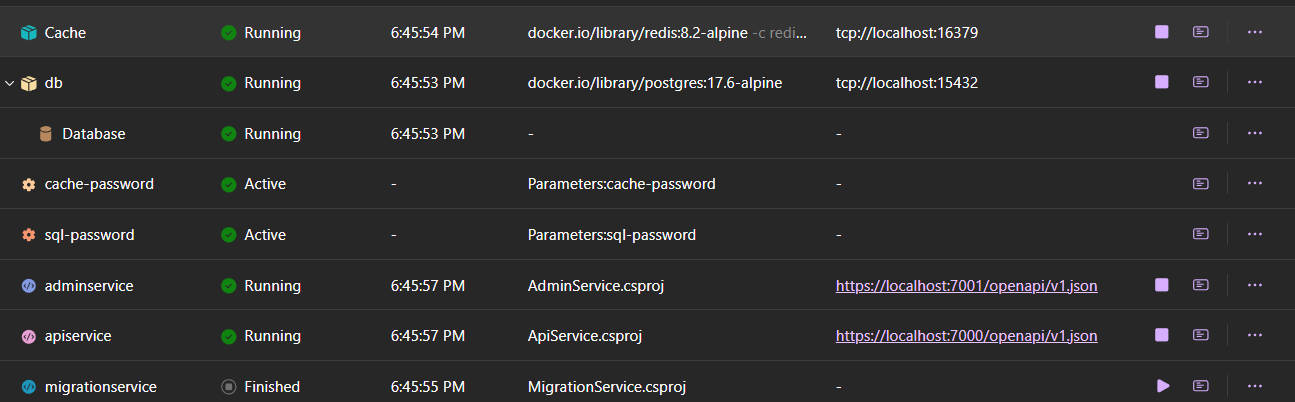 Cache Running 6:45:54 PM docker.io/library/redis:8.2-alpine -c redi... tcp://localhost:16379
db Running 6:45:53 PM docker.io/library/postgres:17.6-alpine tcp://localhost:15432
Database Running 6:45:53 PM - -
cache-password Active - Parameters:cache-password -
sql-password Active - Parameters:sql-password -
adminservice Running 6:45:57 PM AdminService.csproj https://localhost:7001/openapi/v1.json
apiservice Running 6:45:57 PM ApiService.csproj https://localhost:7000/openapi/v1.json
migrationservice Finished 6:45:55 PM MigrationService.csproj -